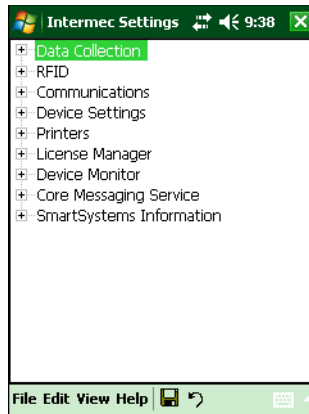 Intermec Settings 9:38
Data Collection
RFID
Communications
Device Settings
Printers
License Manager
Device Monitor
Core Messaging Service
SmartSystems Information
File Edit View Help